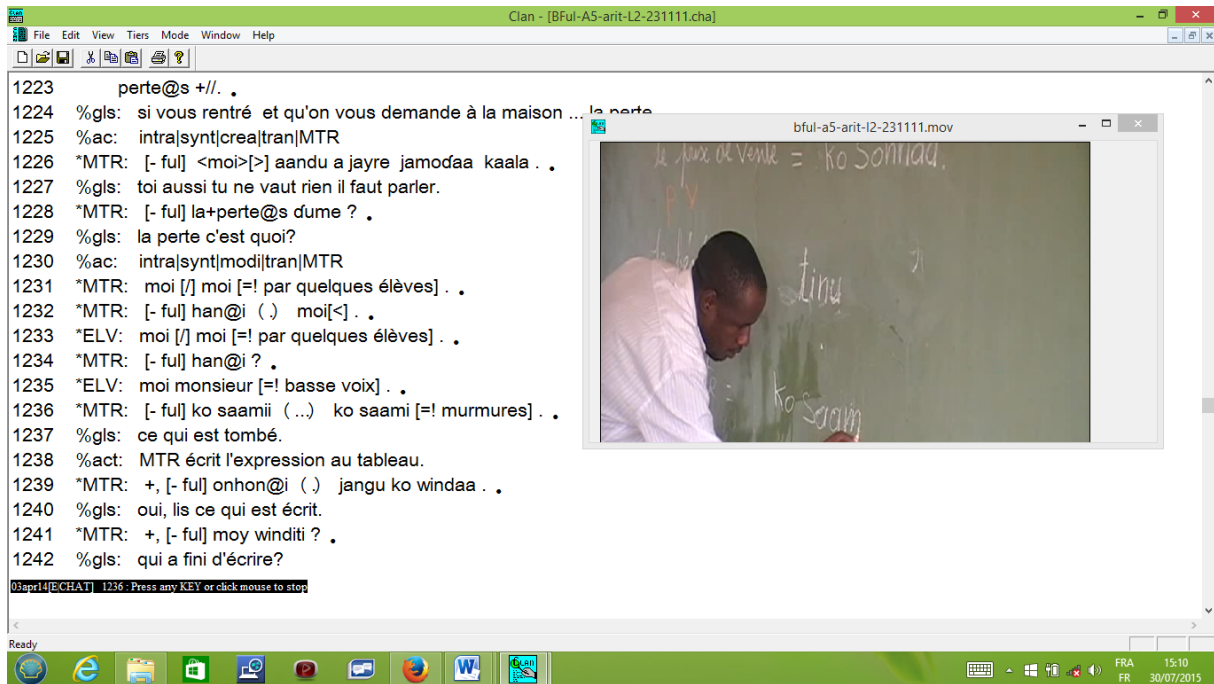 Clan - [BFul-A5-arit-L2-231111.cha]
File Edit View Tiers Mode Window Help
1223 perte@s +//. .
1224 %gls: si vous rentré et qu'on vous demande à la maison ... la perte
1225 %ac: intra|synt|crea|tran|MTR
1226 *MTR: [- ful] <moi>[>] aandu a jayre jamoɗaa kaala . .
1227 %gls: toi aussi tu ne vaut rien il faut parler.
1228 *MTR: [- ful] la+perte@s ɗume ? .
1229 %gls: la perte c'est quoi?
1230 %ac: intra|synt|modi|tran|MTR
1231 *MTR: moi [/] moi [=! par quelques élèves] . .
1232 *MTR: [- ful] han@i (.) moi[<] . .
1233 *ELV: moi [/] moi [=! par quelques élèves] . .
1234 *MTR: [- ful] han@i ? .
1235 *ELV: moi monsieur [=! basse voix] . .
1236 *MTR: [- ful] ko saamii (...) ko saami [=! murmures] . .
1237 %gls: ce qui est tombé.
1238 %act: MTR écrit l'expression au tableau.
1239 *MTR: +, [- ful] onhon@i (.) jangu ko windaa . .
1240 %gls: oui, lis ce qui est écrit.
1241 *MTR: +, [- ful] moy winditi ? .
1242 %gls: qui a fini d'écrire?
03apr14[E|CHAT] 1236 : Press any KEY or click mouse to stop
bful-a5-arit-l2-231111.mov
le prix de vente = ko Sonnad.
PV
tinu
= ko Saam
Ready
FRA 15:10
FR 30/07/2015